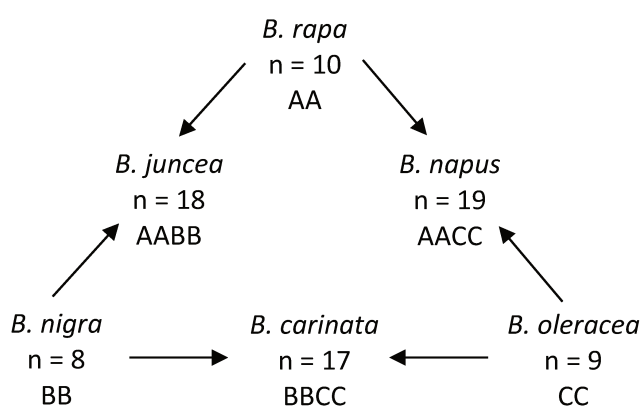 B. rapa
n = 10
AA
B. juncea
n = 18
AABB
B. napus
n = 19
AACC
B. nigra
n = 8
BB
B. carinata
n = 17
BBCC
B. oleracea
n = 9
CC